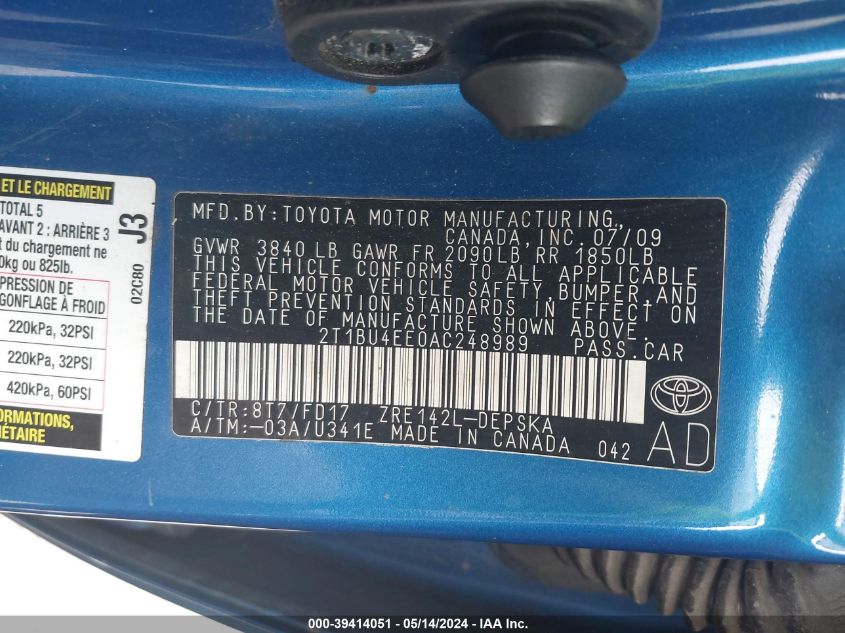 ET LE CHARGEMENT
TOTAL 5
AVANT 2 : ARRIÈRE 3
du chargement ne
0kg ou 825lb.
PRESSION DE
GONFLAGE À FROID
220kPa, 32PSI
220kPa, 32PSI
420kPa, 60PSI
J3
02C80
MFD.BY:TOYOTA MOTOR MANUFACTURING,
CANADA, INC. 07/09
GVWR 3840 LB GAWR FR 2090LB RR 1850LB
THIS VEHICLE CONFORMS TO ALL APPLICABLE
FEDERAL MOTOR VEHICLE SAFETY, BUMPER, AND
THEFT PREVENTION STANDARDS IN EFFECT ON
THE DATE OF MANUFACTURE SHOWN ABOVE.
2T1BU4EE0AC248989 PASS.CAR
C/TR:8T7/FD17 ZRE142L-DEPSKA
A/TM:-03A/U341E MADE IN CANADA 042
AD
000-39414051 / 05/14/2024 - IAA Inc.